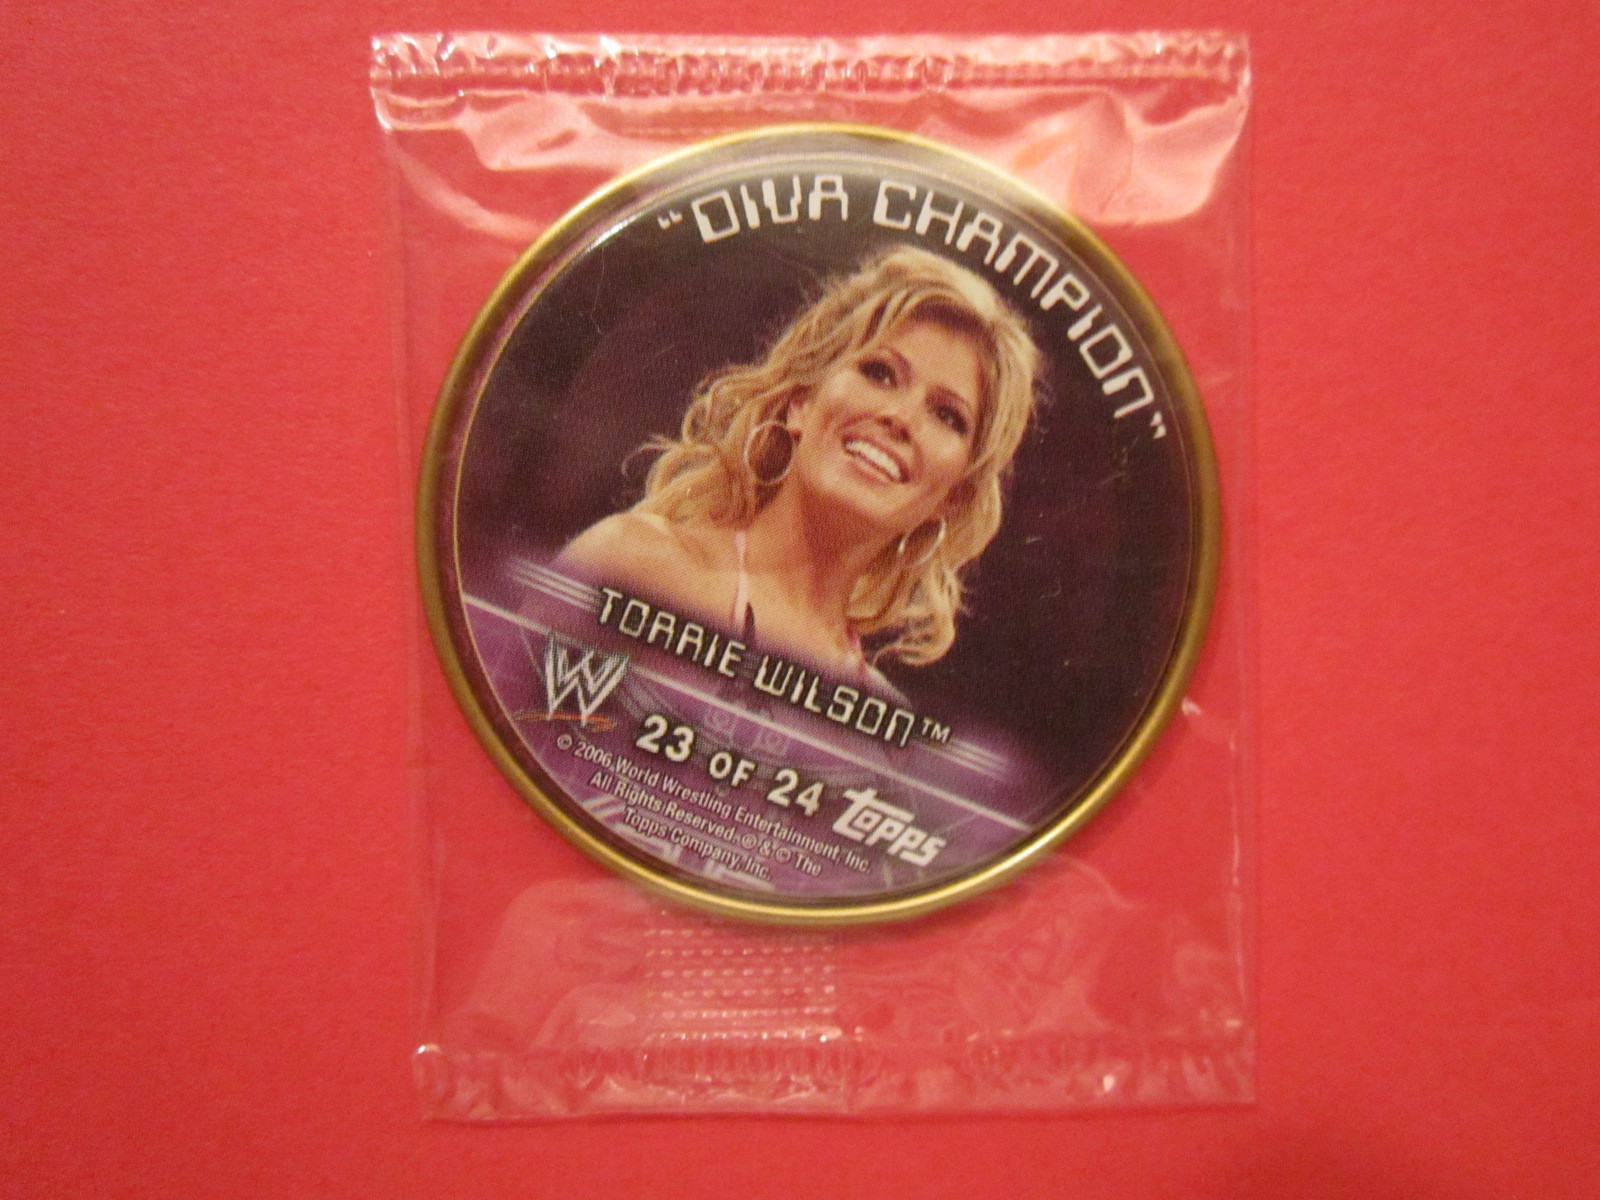 "DIVA CHAMPION"
TORRIE WILSON™
W
23 OF 24
topps
© 2006 World Wrestling Entertainment, Inc.
All Rights Reserved. ® & © The
Topps Company, Inc.